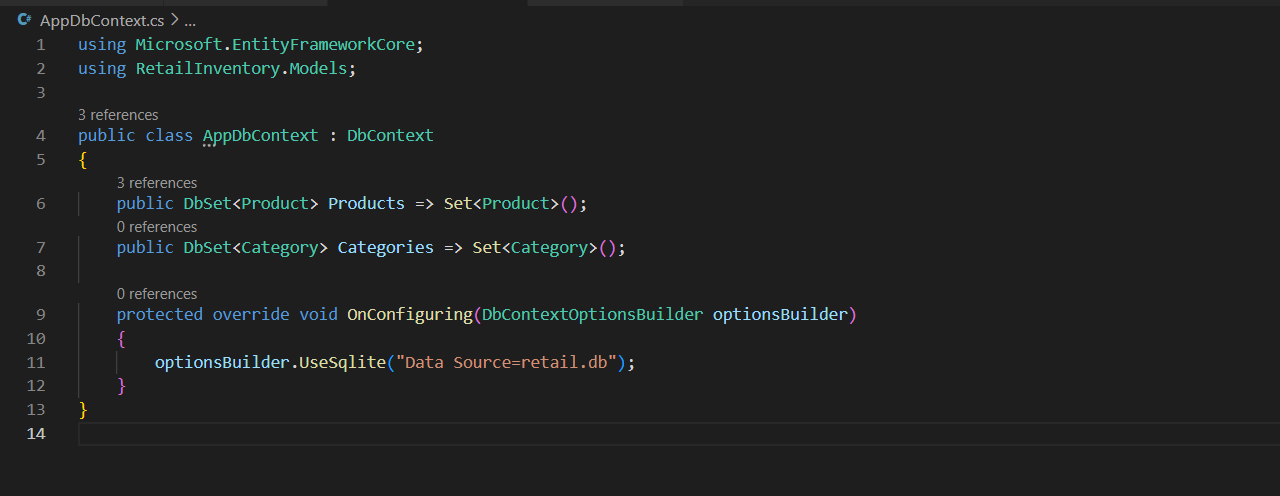 AppDbContext.cs > ...
1 using Microsoft.EntityFrameworkCore;
2 using RetailInventory.Models;
3
3 references
4 public class AppDbContext : DbContext
5 {
3 references
6 public DbSet<Product> Products => Set<Product>();
0 references
7 public DbSet<Category> Categories => Set<Category>();
8
0 references
9 protected override void OnConfiguring(DbContextOptionsBuilder optionsBuilder)
10 {
11 optionsBuilder.UseSqlite("Data Source=retail.db");
12 }
13 }
14